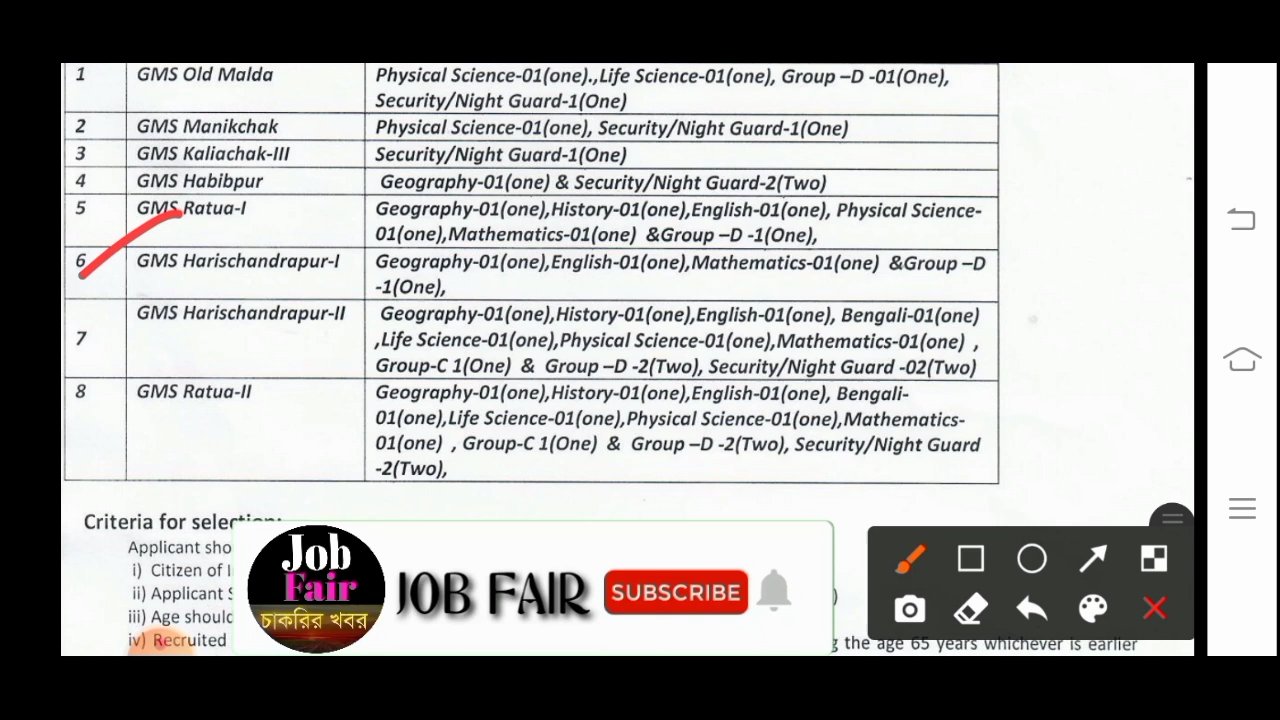 1 GMS Old Malda Physical Science-01(one).,Life Science-01(one), Group –D -01(One),
Security/Night Guard-1(One)
2 GMS Manikchak Physical Science-01(one), Security/Night Guard-1(One)
3 GMS Kaliachak-III Security/Night Guard-1(One)
4 GMS Habibpur Geography-01(one) & Security/Night Guard-2(Two)
5 GMS Ratua-I Geography-01(one),History-01(one),English-01(one), Physical Science-
01(one),Mathematics-01(one) &Group –D -1(One),
6 GMS Harischandrapur-I Geography-01(one),English-01(one),Mathematics-01(one) &Group –D
-1(One),
7 GMS Harischandrapur-II Geography-01(one),History-01(one),English-01(one), Bengali-01(one)
,Life Science-01(one),Physical Science-01(one),Mathematics-01(one) ,
Group-C 1(One) & Group –D -2(Two), Security/Night Guard -02(Two)
8 GMS Ratua-II Geography-01(one),History-01(one),English-01(one), Bengali-
01(one),Life Science-01(one),Physical Science-01(one),Mathematics-
01(one) , Group-C 1(One) & Group –D -2(Two), Security/Night Guard
-2(Two),
Criteria for selection:
Applicant sho
i) Citizen of
ii) Applicant
iii) Age should
iv) Recruited
the age 65 years whichever is earlier
Job
Fair
চাকরির খবর
JOB FAIR
SUBSCRIBE